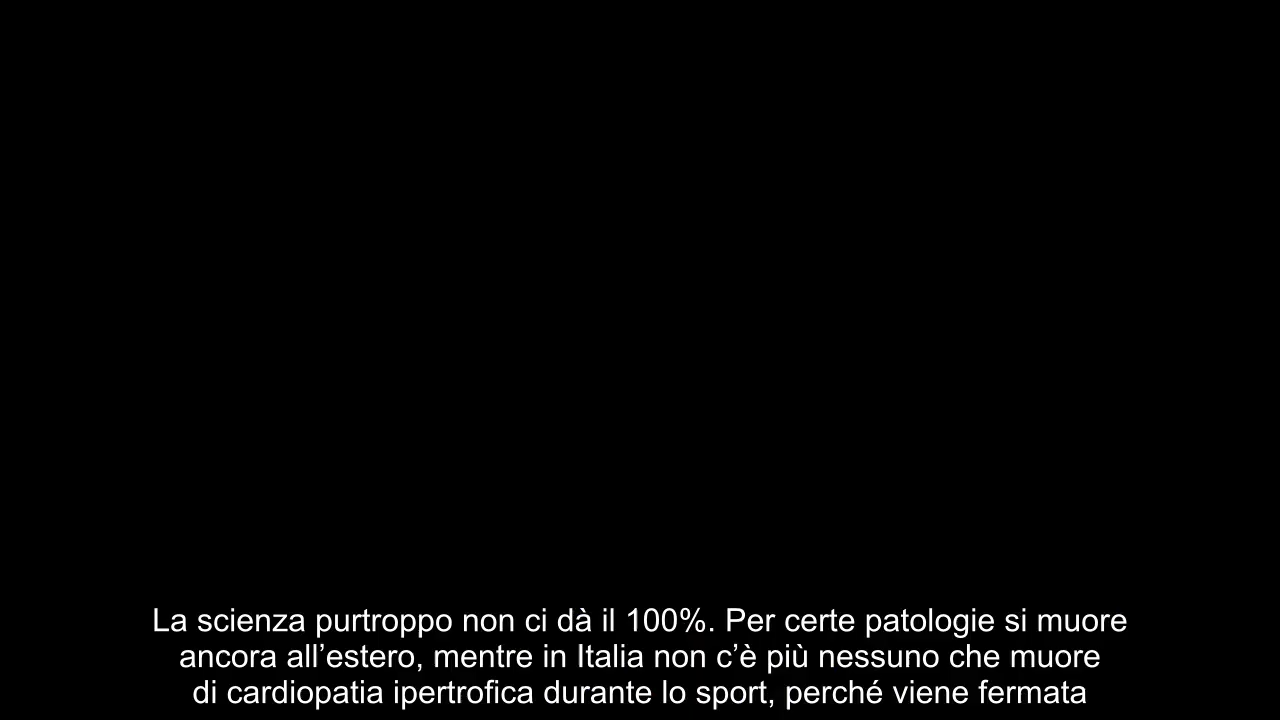 La scienza purtroppo non ci dà il 100%. Per certe patologie si muore
ancora all’estero, mentre in Italia non c’è più nessuno che muore
di cardiopatia ipertrofica durante lo sport, perché viene fermata